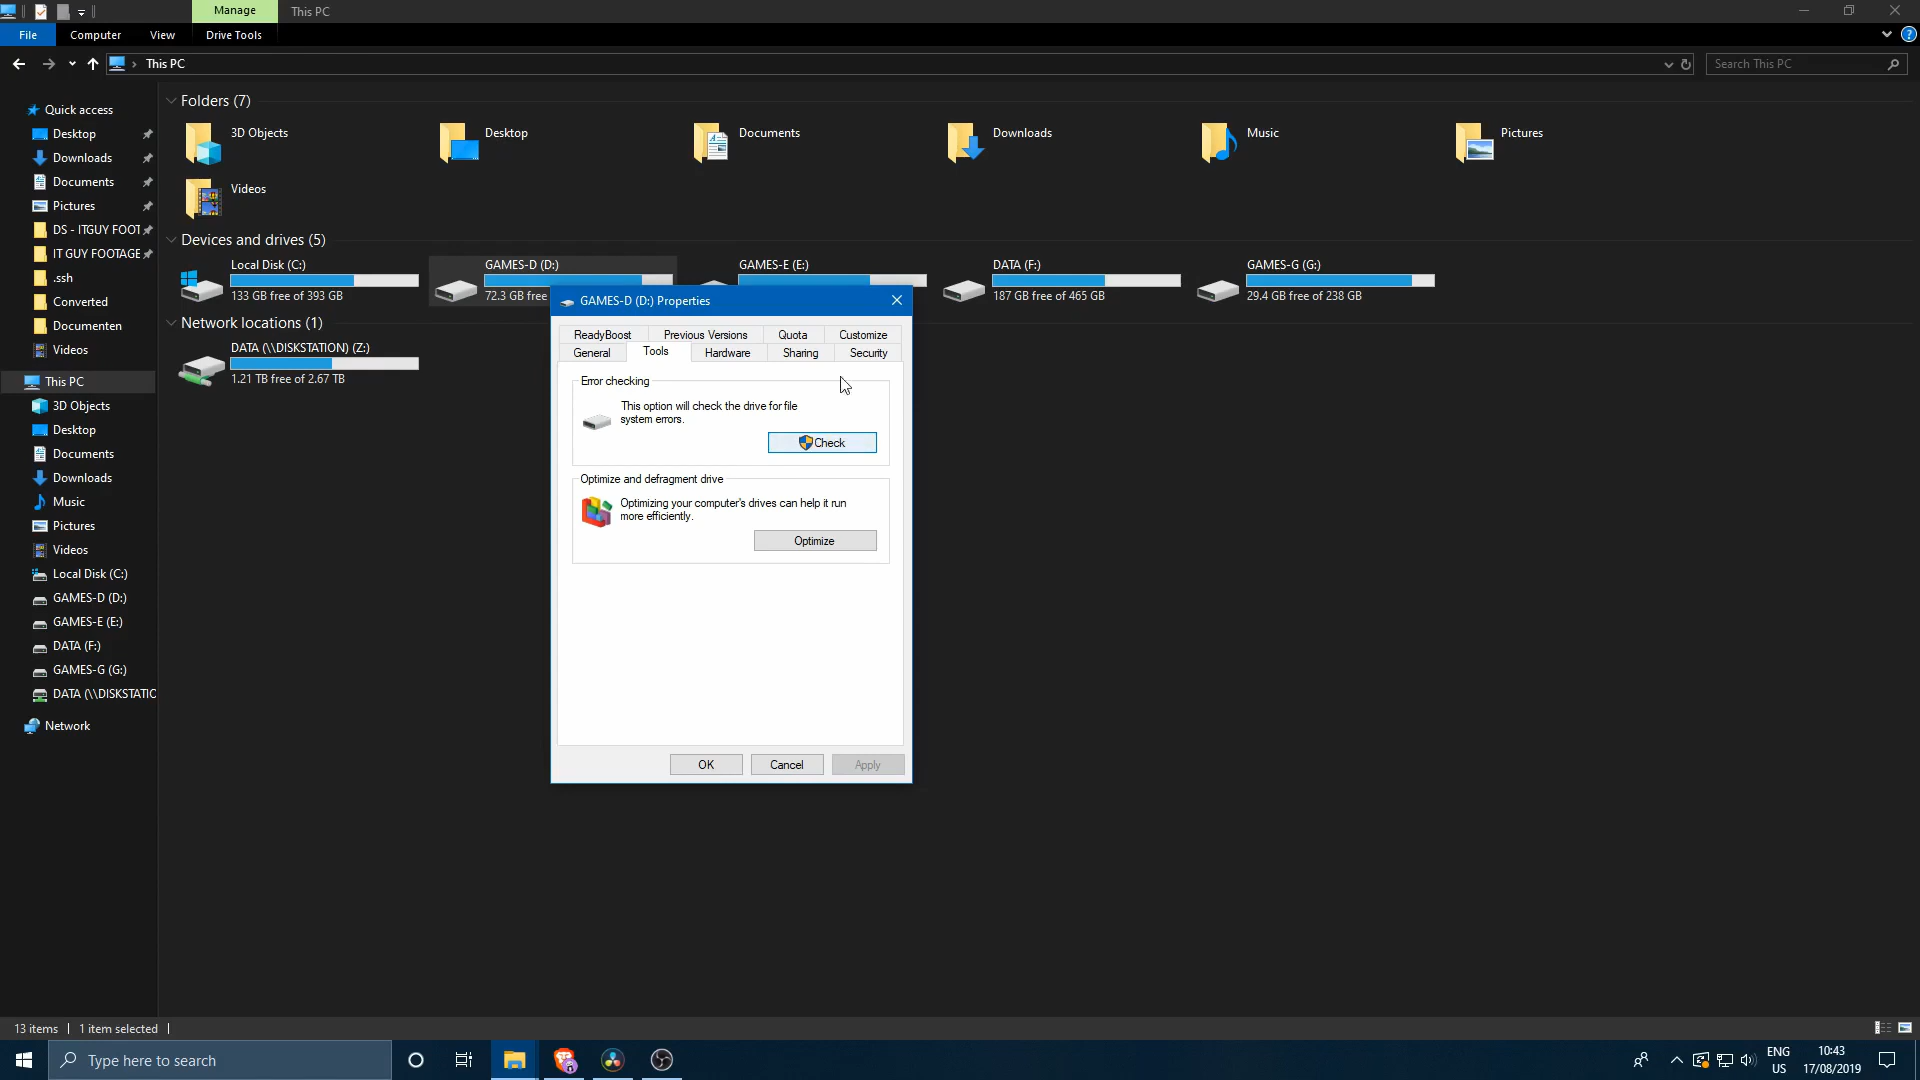 Manage
This PC
File
Computer
View
Drive Tools
This PC
Search This PC
Quick access
Desktop
Downloads
Documents
Pictures
DS - ITGUY FOOT
IT GUY FOOTAGE
.ssh
Converted
Documenten
Videos
This PC
3D Objects
Desktop
Documents
Downloads
Music
Pictures
Videos
Local Disk (C:)
GAMES-D (D:)
GAMES-E (E:)
DATA (F:)
GAMES-G (G:)
DATA (\\DISKSTATIO
Network
Folders (7)
3D Objects
Desktop
Documents
Downloads
Music
Pictures
Videos
Devices and drives (5)
Local Disk (C:)
133 GB free of 393 GB
GAMES-D (D:)
72.3 GB free
GAMES-E (E:)
DATA (F:)
187 GB free of 465 GB
GAMES-G (G:)
29.4 GB free of 238 GB
Network locations (1)
DATA (\\DISKSTATION) (Z:)
1.21 TB free of 2.67 TB
GAMES-D (D:) Properties
ReadyBoost
Previous Versions
Quota
Customize
General
Tools
Hardware
Sharing
Security
Error checking
This option will check the drive for file
system errors.
Check
Optimize and defragment drive
Optimizing your computer's drives can help it run
more efficiently.
Optimize
OK
Cancel
Apply
13 items
1 item selected
Type here to search
ENG
US
10:43
17/08/2019